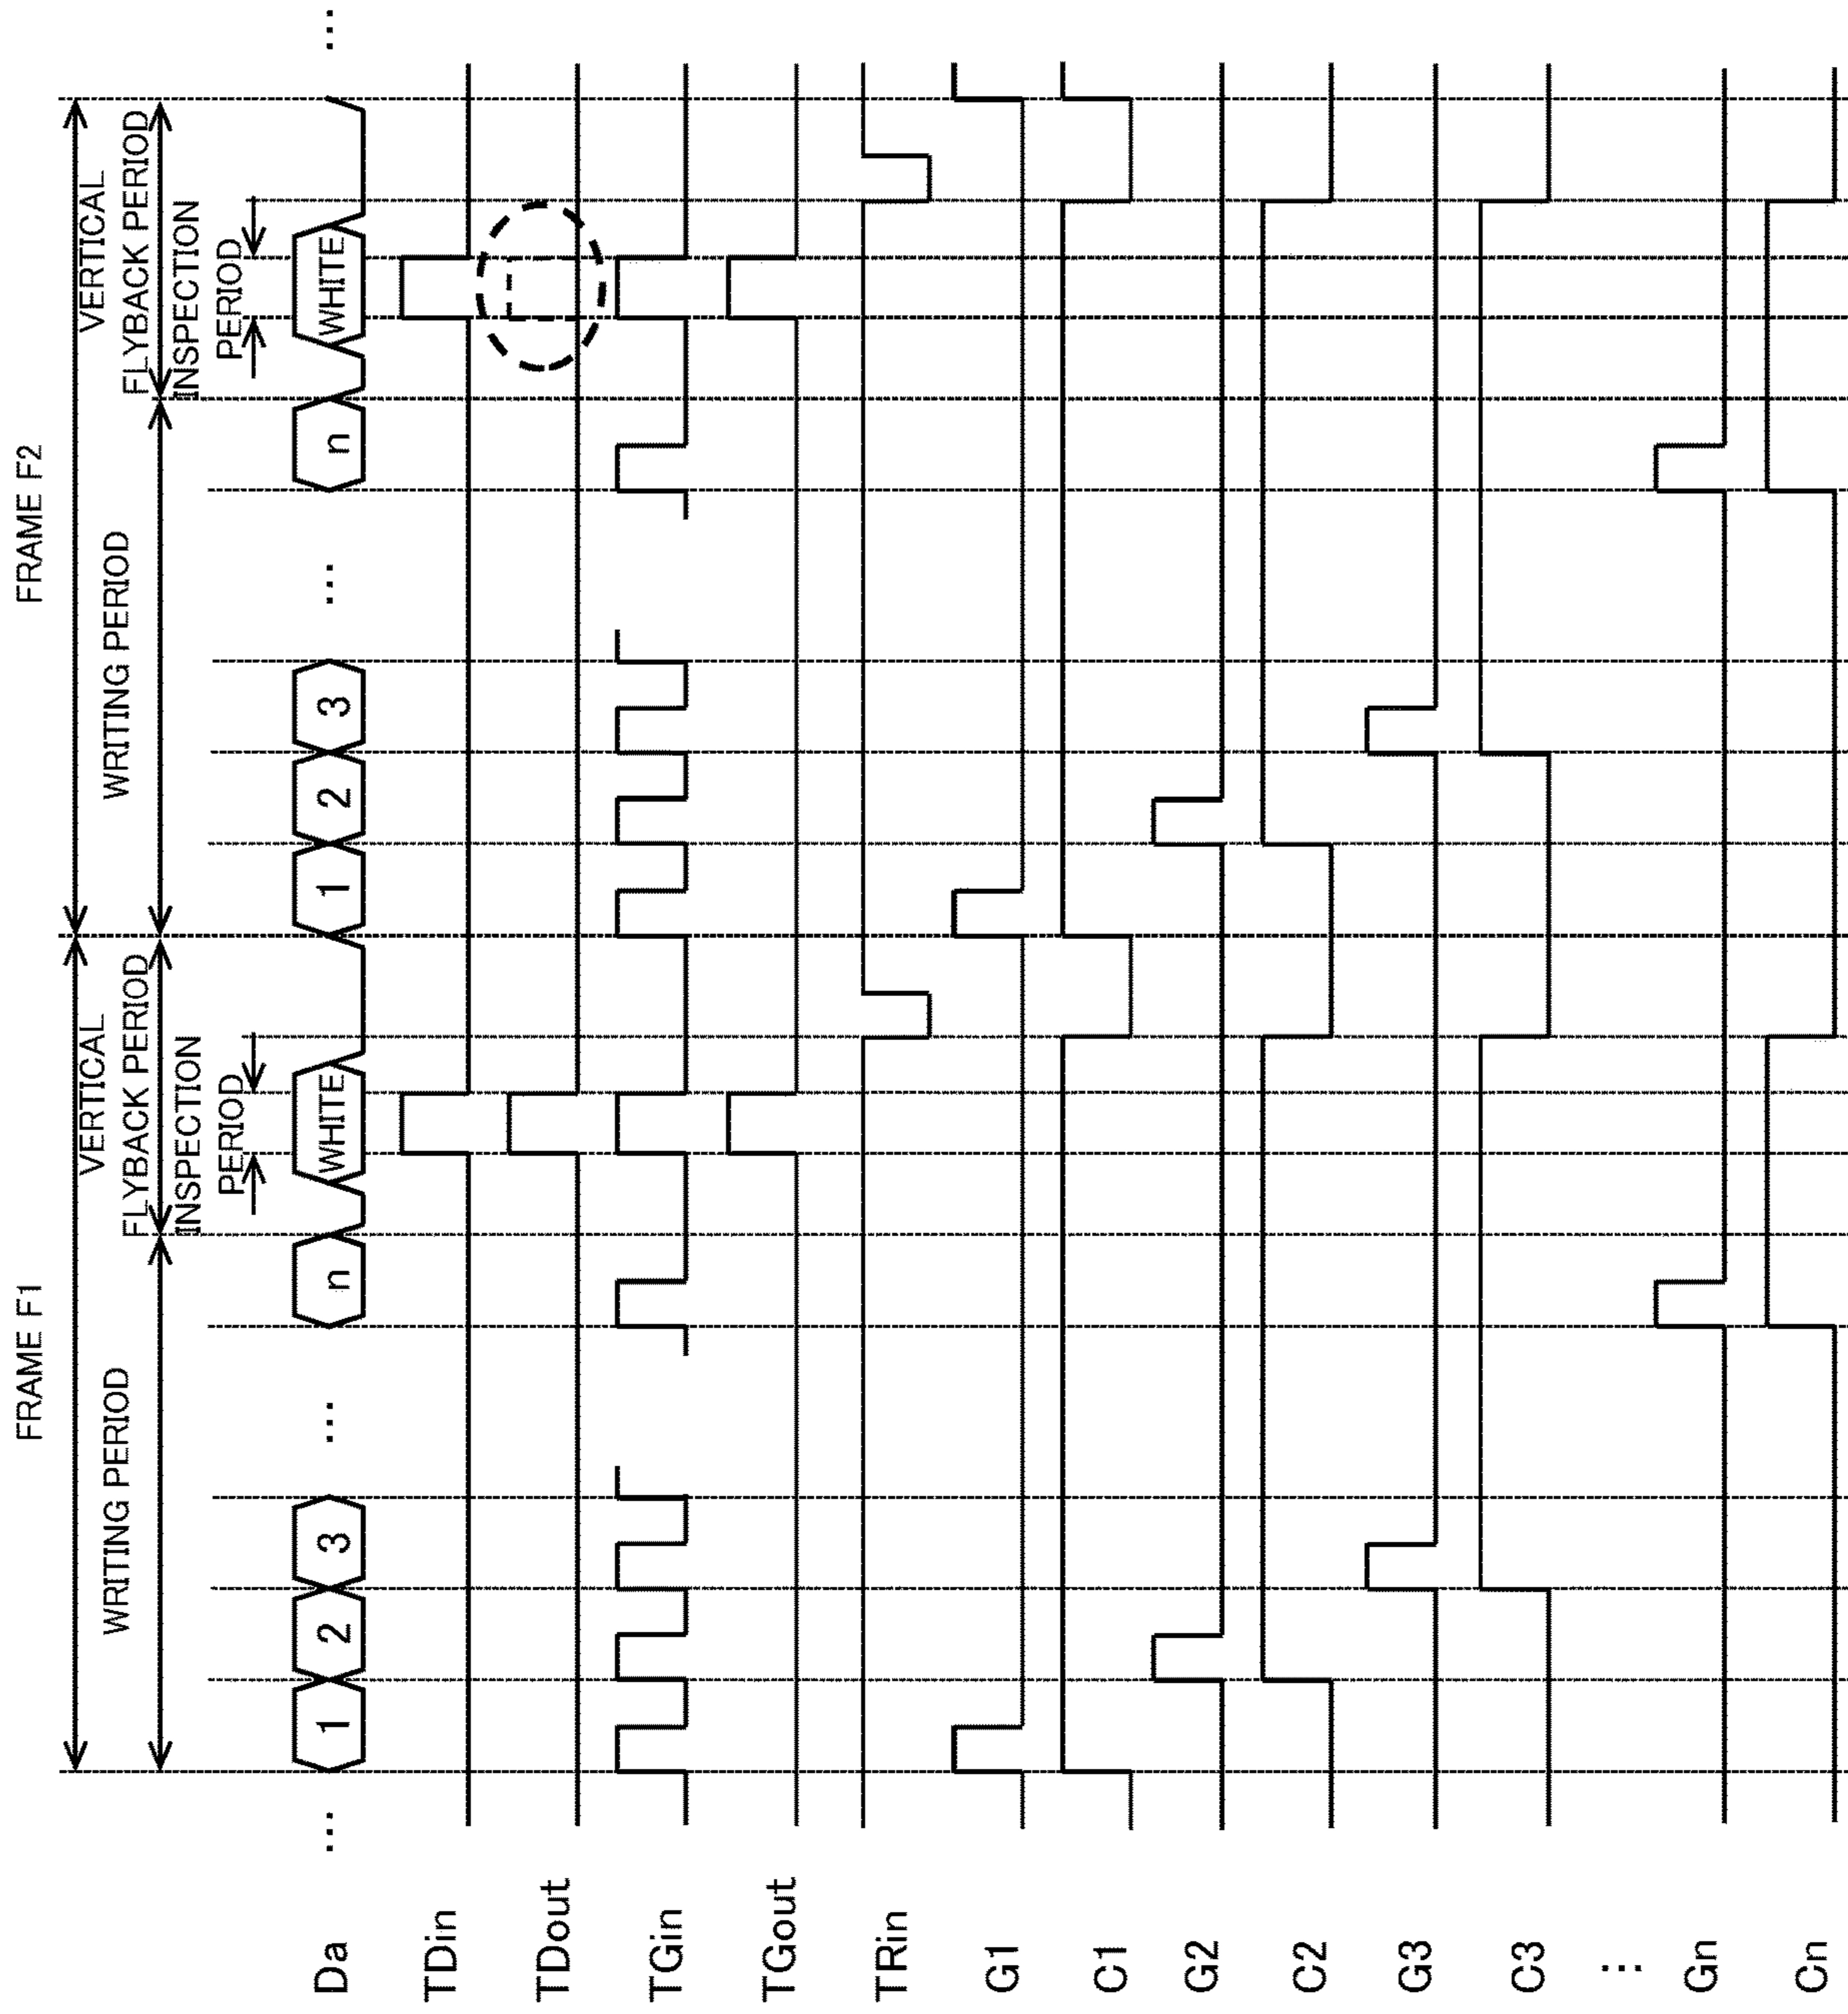 FRAME F1
FRAME F2
WRITING PERIOD
VERTICAL
FLYBACK PERIOD
WRITING PERIOD
VERTICAL
FLYBACK PERIOD
INSPECTION
PERIOD
INSPECTION
PERIOD
Da ... 1 2 3 ... n WHITE 1 2 3 ... n WHITE ...
TDin
TDout
TGin
TGout
TRin
G1
C1
G2
C2
G3
C3
...
Gn
Cn